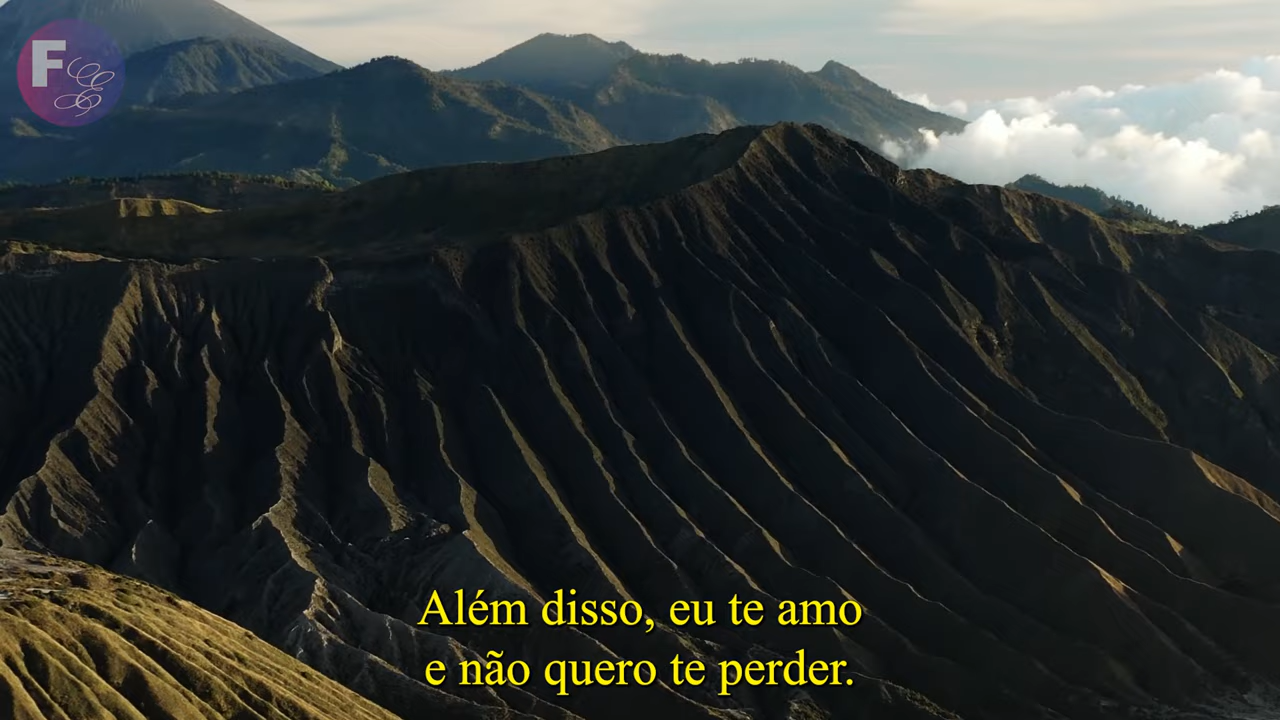 F
Além disso, eu te amo
e não quero te perder.